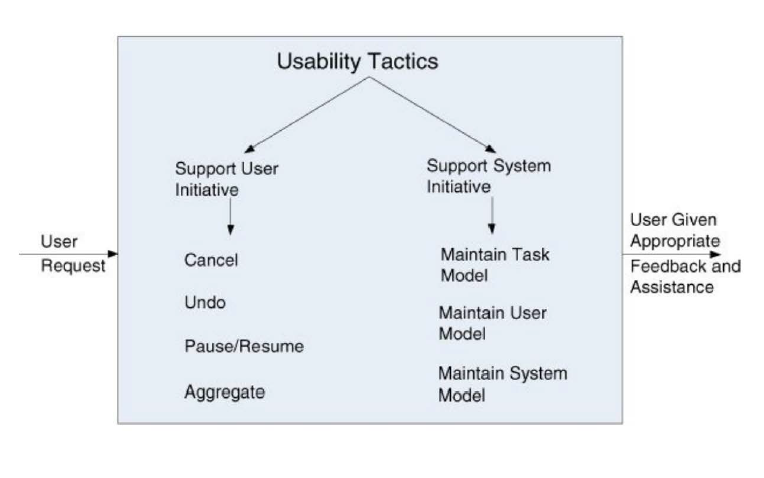 Usability Tactics
Support User
Initiative
Support System
Initiative
User
Request
Cancel
Undo
Pause/Resume
Aggregate
Maintain Task
Model
Maintain User
Model
Maintain System
Model
User Given
Appropriate
Feedback and
Assistance